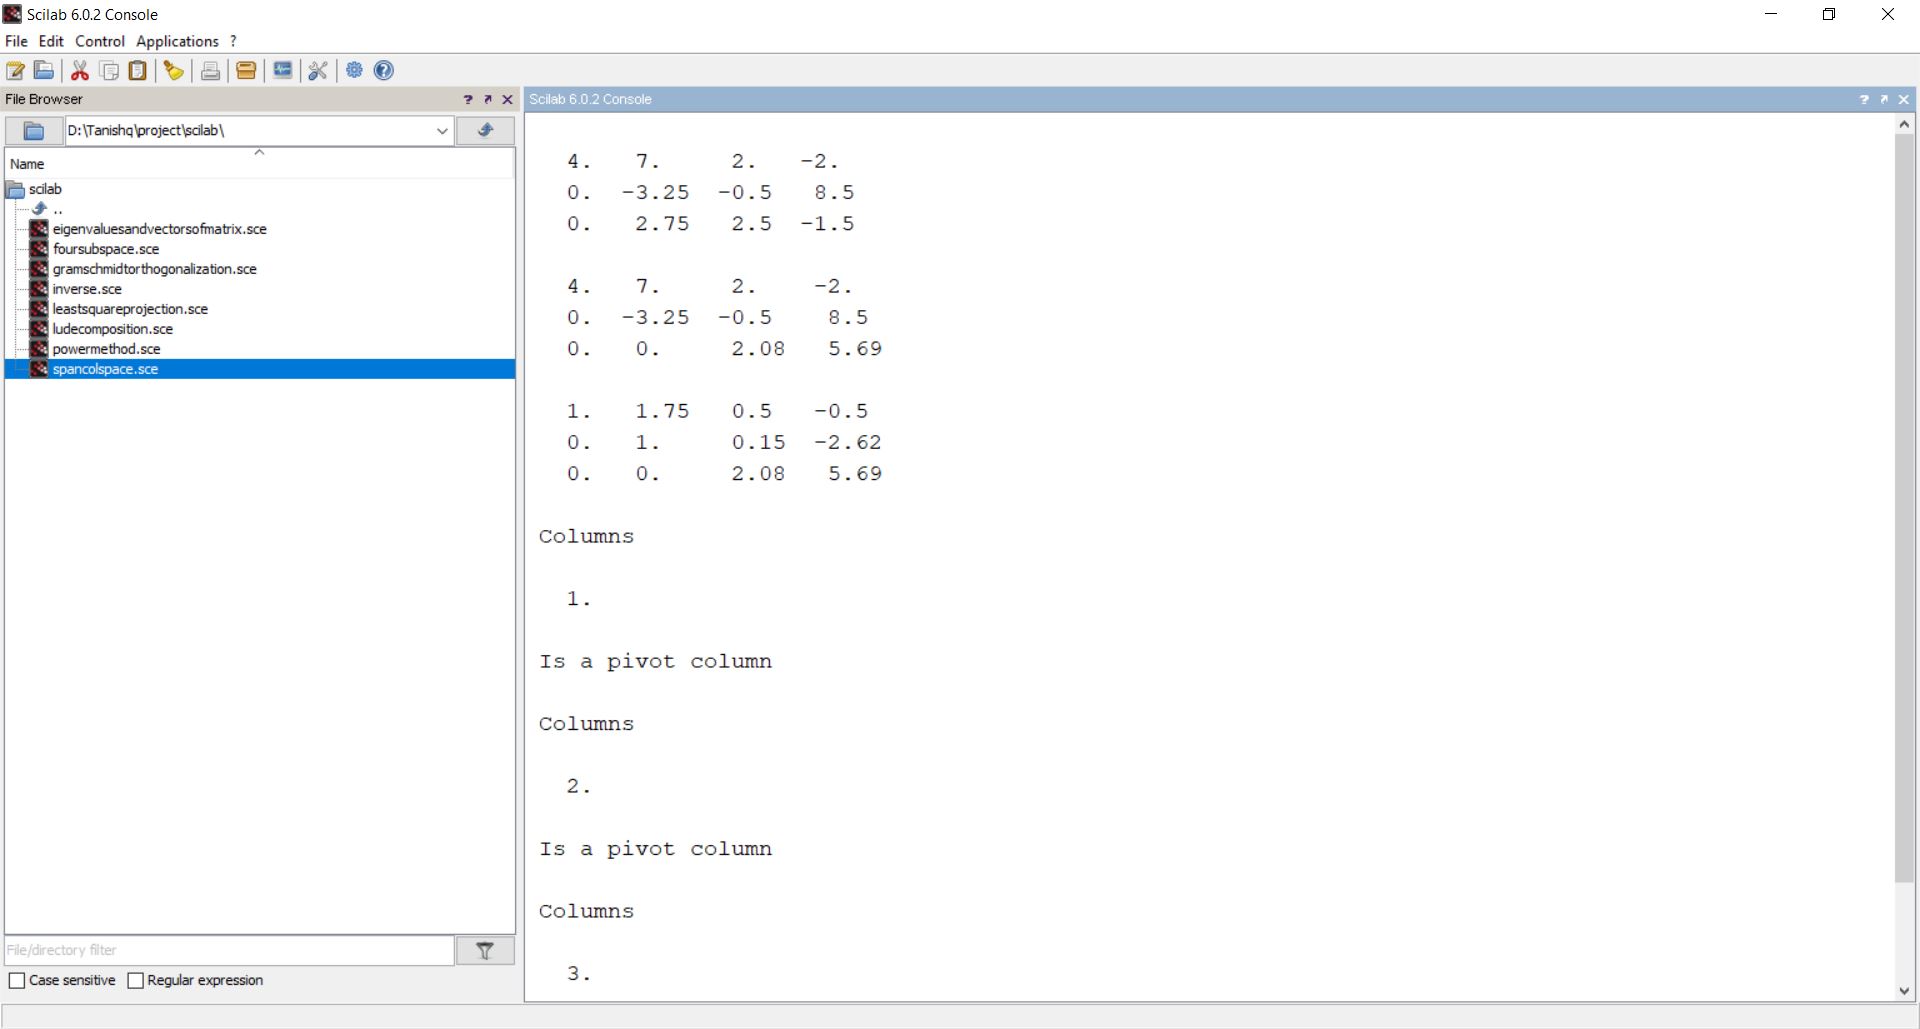 Scilab 6.0.2 Console
File Edit Control Applications ?
File Browser
D:\Tanishq\project\scilab\
Name
scilab
..
eigenvaluesandvectorsofmatrix.sce
foursubspace.sce
gramschmidtorthogonalization.sce
inverse.sce
leastsquareprojection.sce
ludecomposition.sce
powermethod.sce
spancolspace.sce
File/directory filter
Case sensitive Regular expression
Scilab 6.0.2 Console
4. 7. 2. -2.
0. -3.25 -0.5 8.5
0. 2.75 2.5 -1.5
4. 7. 2. -2.
0. -3.25 -0.5 8.5
0. 0. 2.08 5.69
1. 1.75 0.5 -0.5
0. 1. 0.15 -2.62
0. 0. 2.08 5.69
Columns
1.
Is a pivot column
Columns
2.
Is a pivot column
Columns
3.